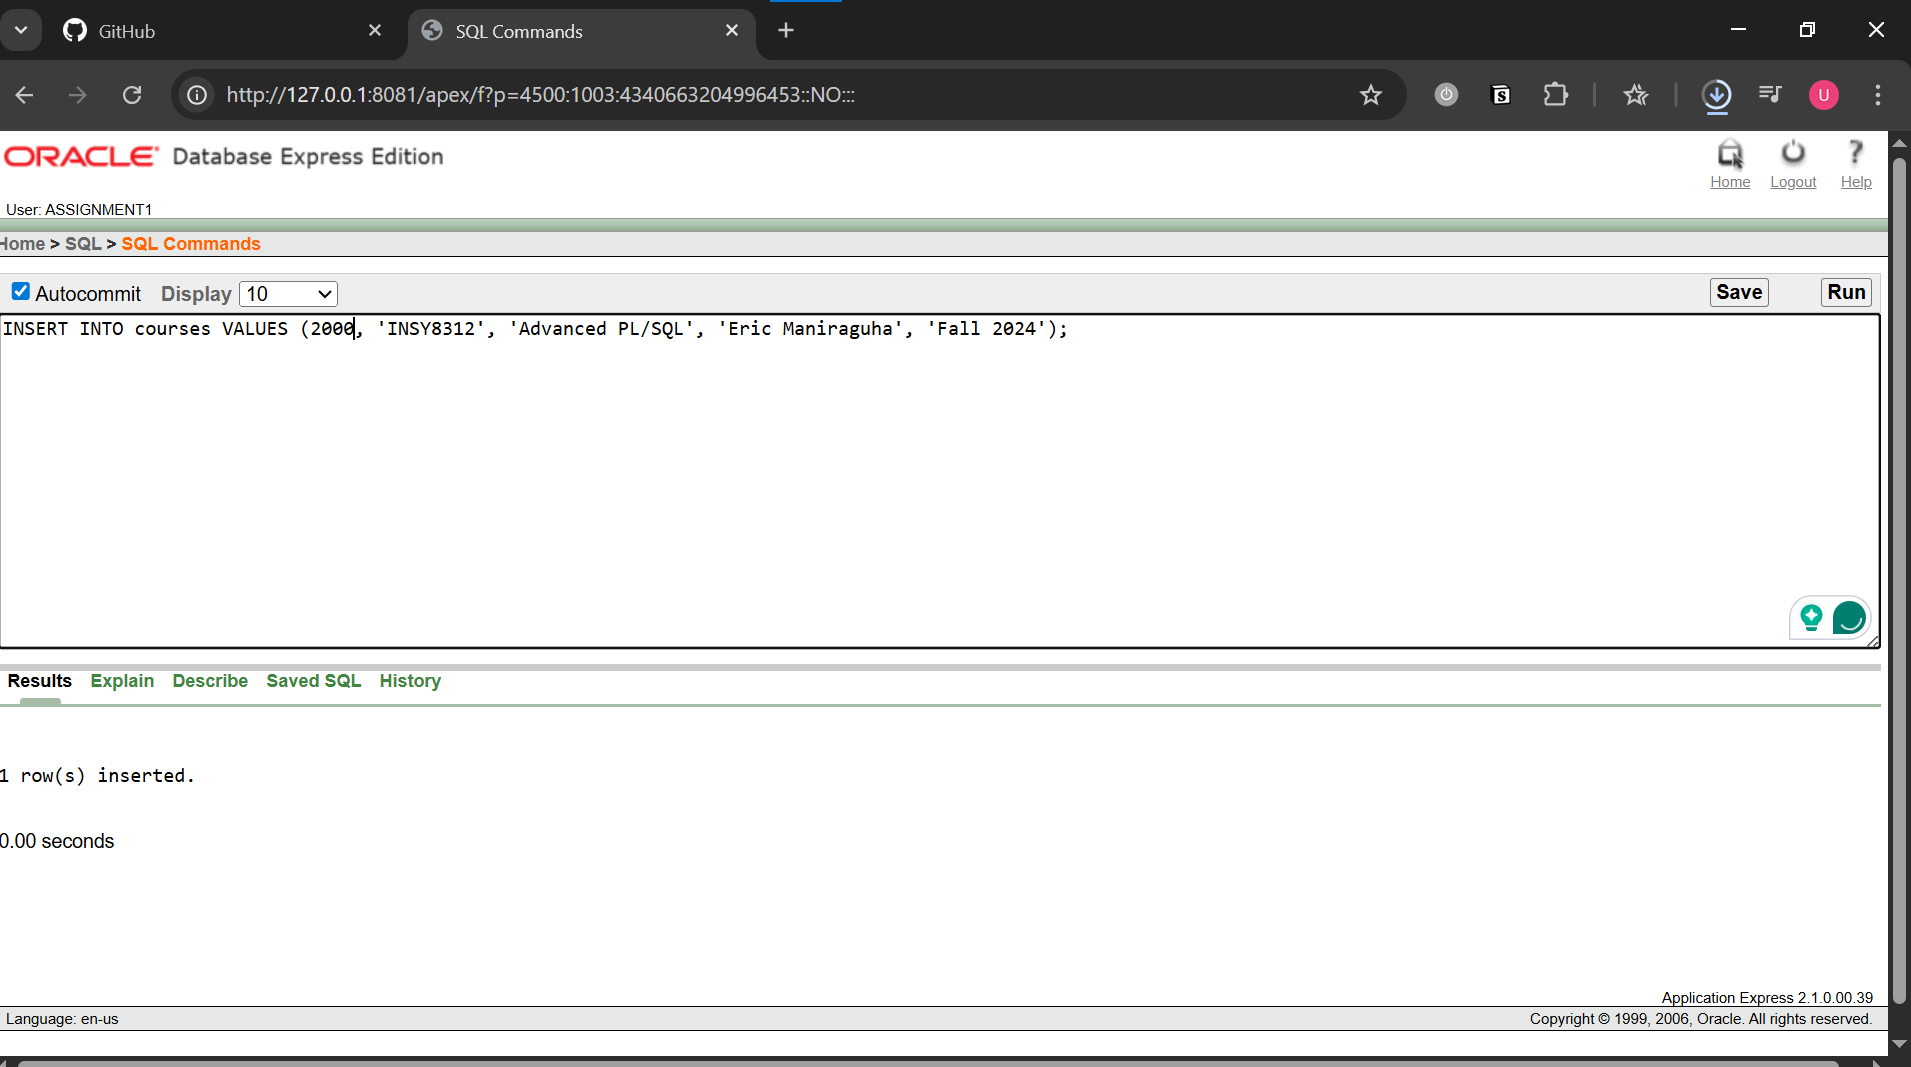 GitHub
SQL Commands
http://127.0.0.1:8081/apex/f?p=4500:1003:4340663204996453::NO:::
S
U
ORACLE Database Express Edition
Home Logout Help
User: ASSIGNMENT1
Home > SQL > SQL Commands
Autocommit Display 10 Save Run
INSERT INTO courses VALUES (2000, 'INSY8312', 'Advanced PL/SQL', 'Eric Maniraguha', 'Fall 2024');
Results Explain Describe Saved SQL History
1 row(s) inserted.
0.00 seconds
Application Express 2.1.0.00.39
Language: en-us Copyright © 1999, 2006, Oracle. All rights reserved.